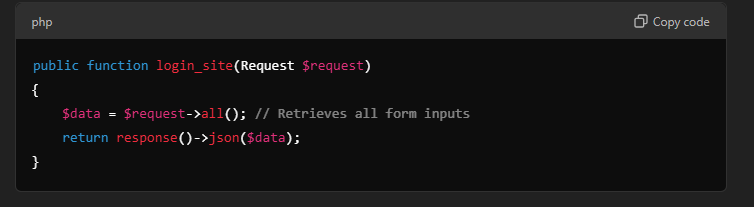 php
Copy code
public function login_site(Request $request)
{
    $data = $request->all(); // Retrieves all form inputs
    return response()->json($data);
}